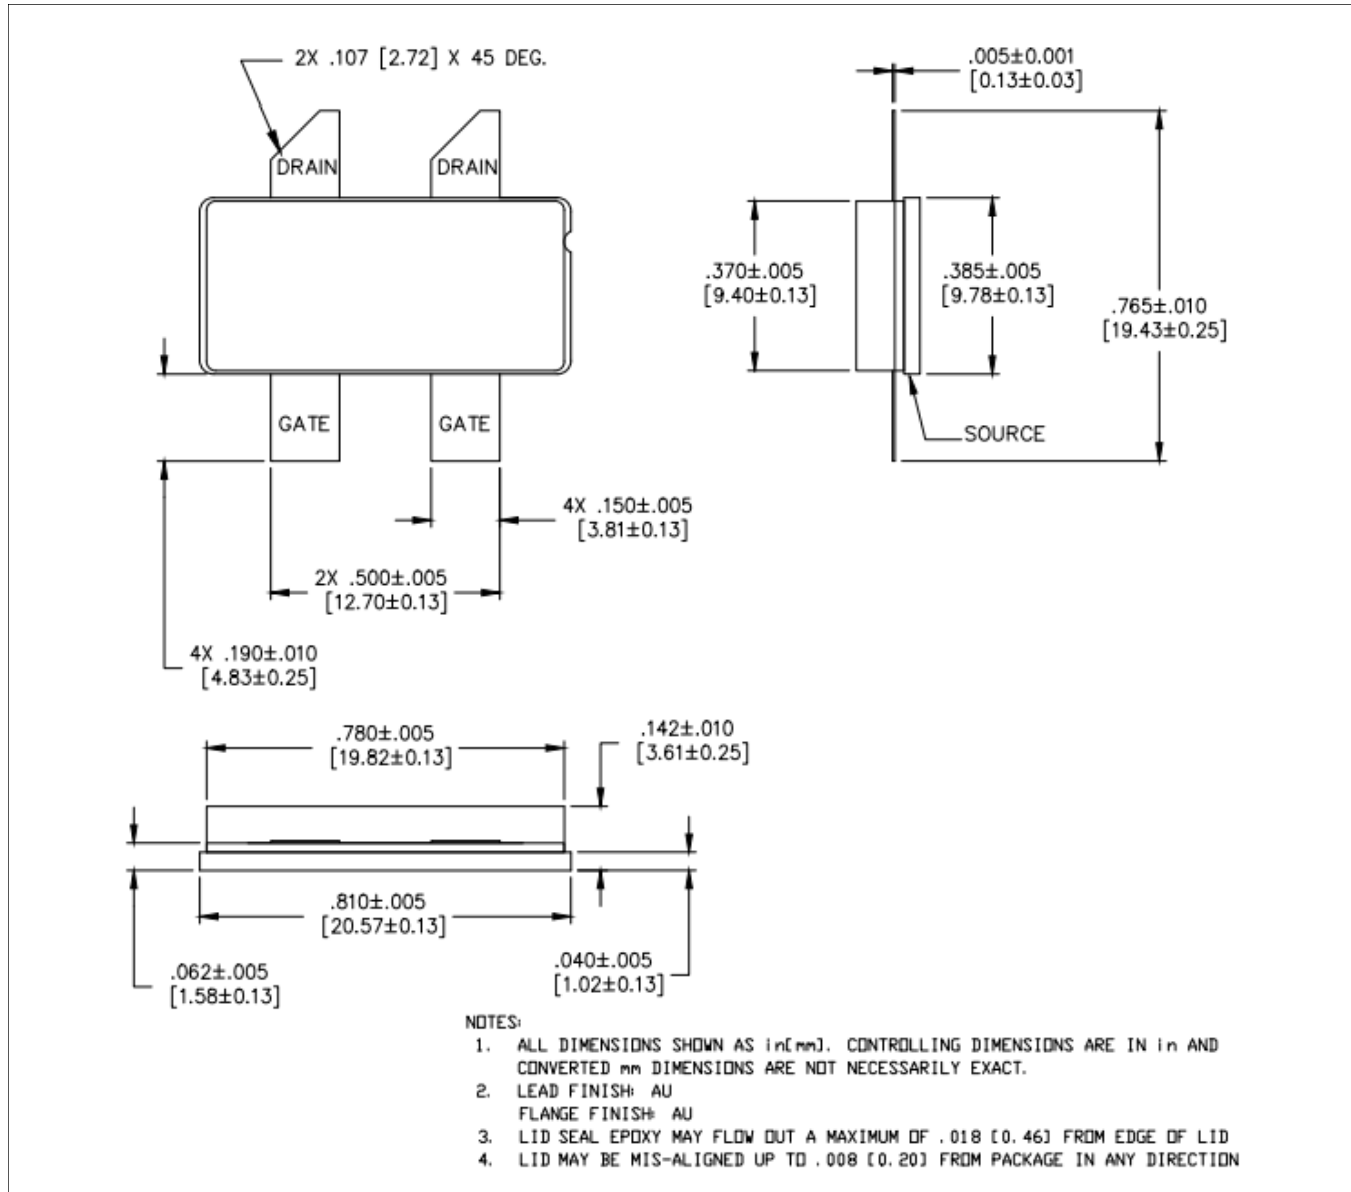 2X .107 [2.72] X 45 DEG.
.005±0.001
[0.13±0.03]
DRAIN
DRAIN
.370±.005
[9.40±0.13]
.385±.005
[9.78±0.13]
.765±.010
[19.43±0.25]
GATE
GATE
SOURCE
4X .150±.005
[3.81±0.13]
2X .500±.005
[12.70±0.13]
4X .190±.010
[4.83±0.25]
.780±.005
[19.82±0.13]
.142±.010
[3.61±0.25]
.810±.005
[20.57±0.13]
.062±.005
[1.58±0.13]
.040±.005
[1.02±0.13]
NOTES:
1. ALL DIMENSIONS SHOWN AS in[mm]. CONTROLLING DIMENSIONS ARE IN in AND
CONVERTED mm DIMENSIONS ARE NOT NECESSARILY EXACT.
2. LEAD FINISH: AU
FLANGE FINISH: AU
3. LID SEAL EPOXY MAY FLOW OUT A MAXIMUM OF .018 [0.46] FROM EDGE OF LID
4. LID MAY BE MIS-ALIGNED UP TO .008 [0.20] FROM PACKAGE IN ANY DIRECTION